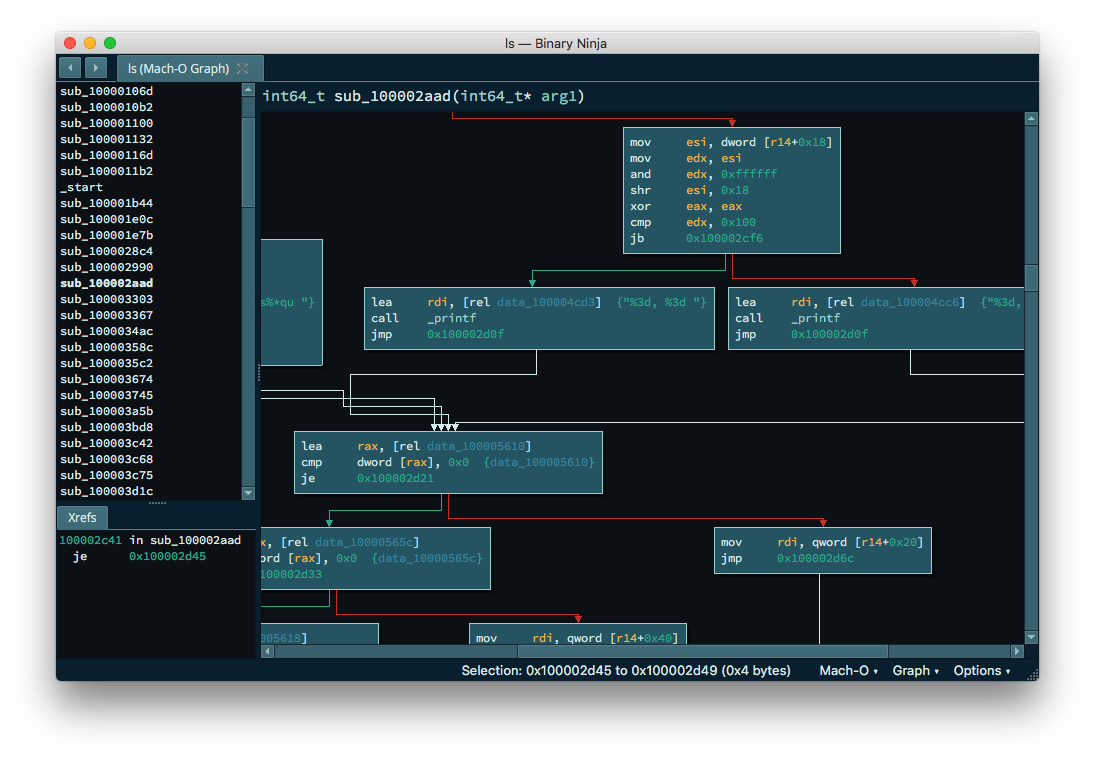 ls — Binary Ninja
ls (Mach-O Graph)
sub_10000106d
sub_1000010b2
sub_100001100
sub_100001132
sub_10000116d
sub_1000011b2
_start
sub_100001b44
sub_100001e0c
sub_100001e7b
sub_1000028c4
sub_100002990
sub_100002aad
sub_100003303
sub_100003367
sub_1000034ac
sub_10000358c
sub_1000035c2
sub_100003674
sub_100003745
sub_100003a5b
sub_100003bd8
sub_100003c42
sub_100003c68
sub_100003c75
sub_100003d1c
Xrefs
100002c41 in sub_100002aad
je 0x100002d45
int64_t sub_100002aad(int64_t* arg1)
mov esi, dword [r14+0x18]
mov edx, esi
and edx, 0xffffff
shr esi, 0x18
xor eax, eax
cmp edx, 0x100
jb 0x100002cf6
s%*qu "}
lea rdi, [rel data_100004cd3] {"%3d, %3d "}
call _printf
jmp 0x100002d0f
lea rdi, [rel data_100004cc6] {"%3d,
call _printf
jmp 0x100002d0f
lea rax, [rel data_100005610]
cmp dword [rax], 0x0 {data_100005610}
je 0x100002d21
x, [rel data_10000565c]
ord [rax], 0x0 {data_10000565c}
100002d33
mov rdi, qword [r14+0x20]
jmp 0x100002d6c
005618]
mov rdi, qword [r14+0x40]
Selection: 0x100002d45 to 0x100002d49 (0x4 bytes)
Mach-O
Graph
Options